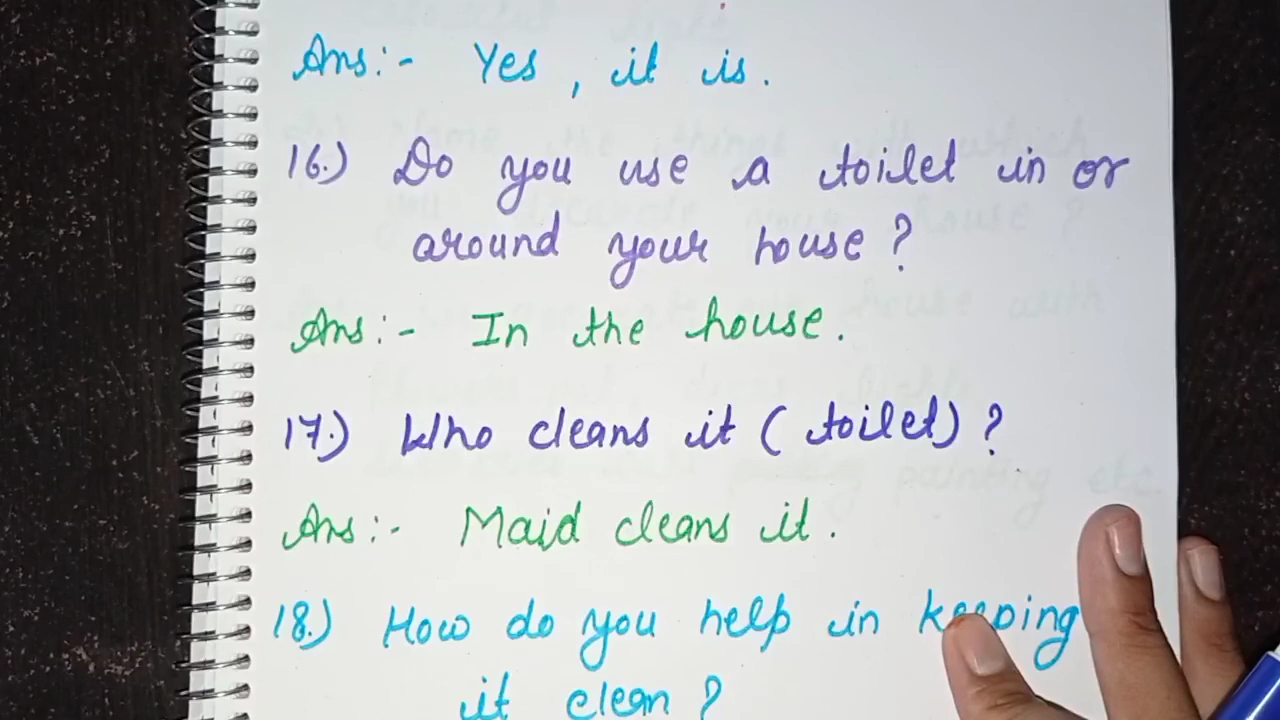 Ans:- Yes, it is.
16.) Do you use a toilet in or
around your house?
Ans:- In the house.
17.) Who cleans it (toilet)?
Ans:- Maid cleans it.
18.) How do you help in keeping
it clean?